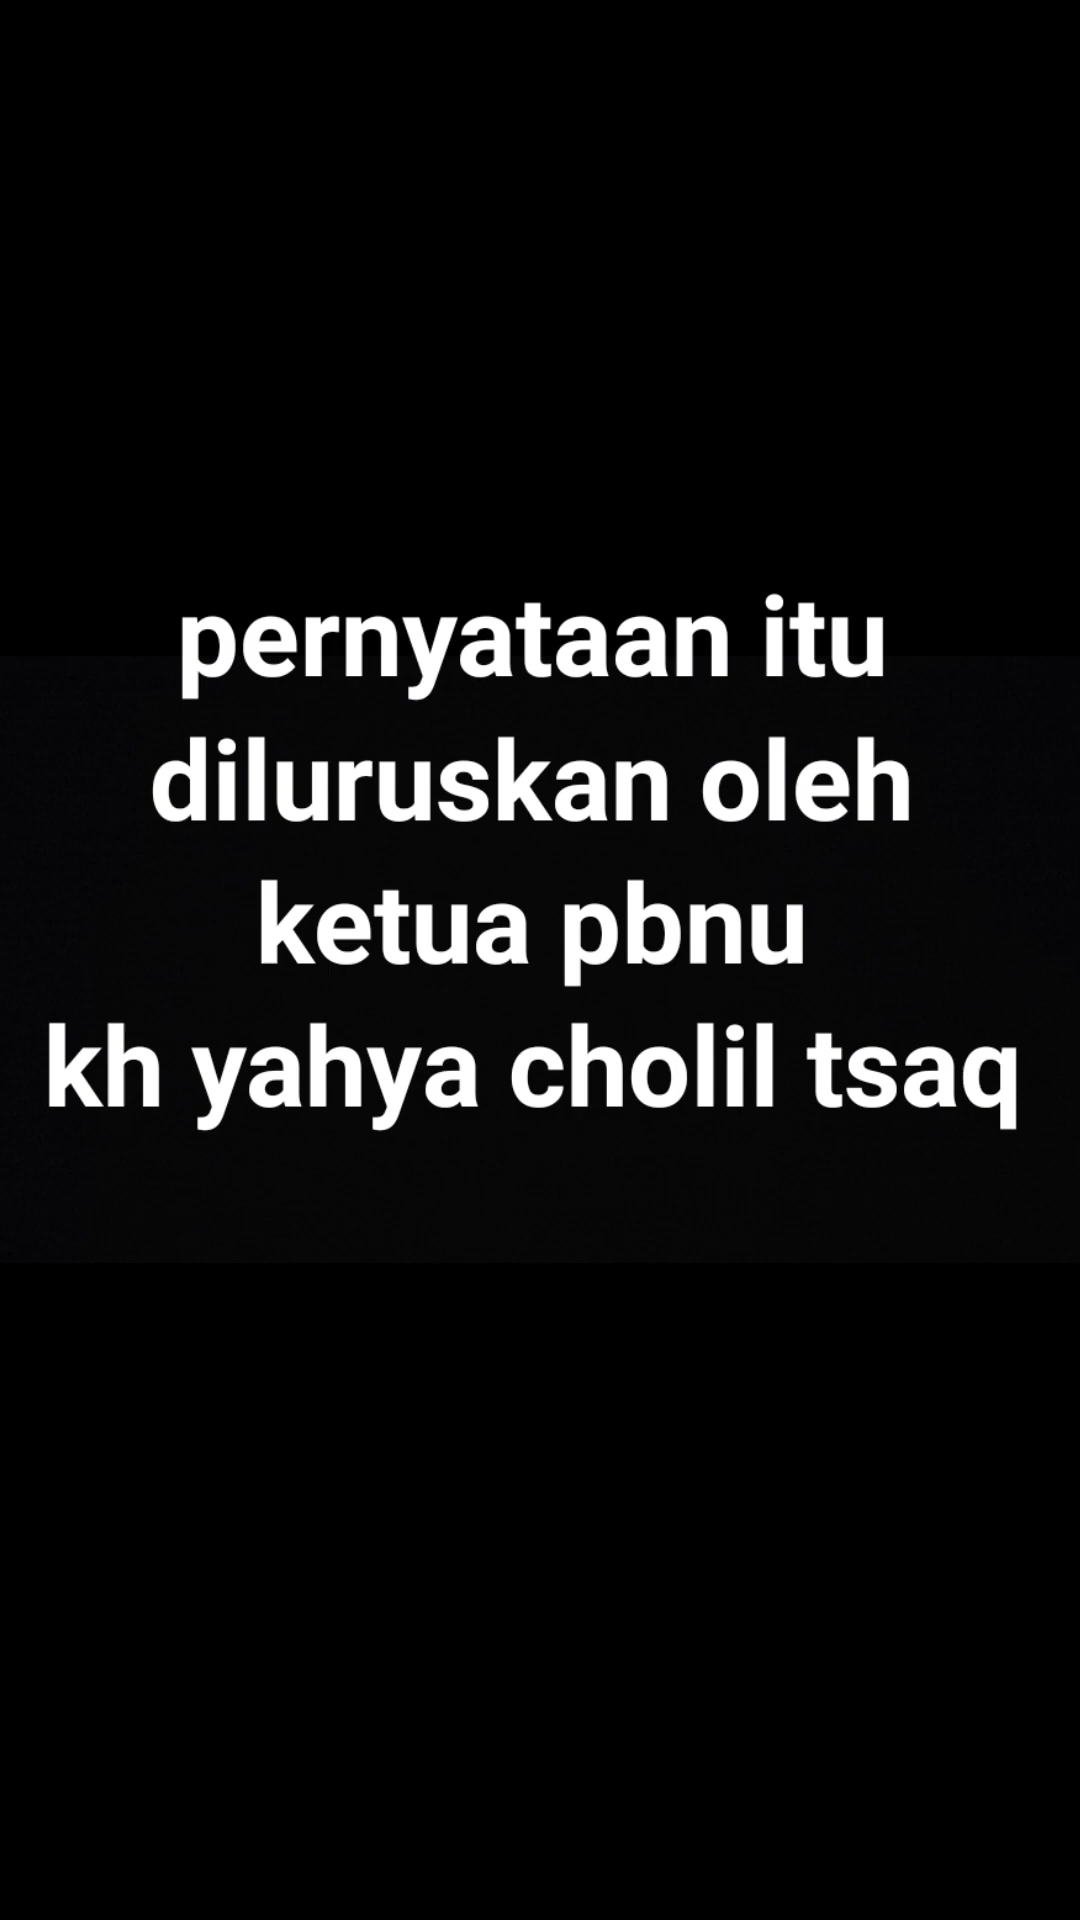 pernyataan itu
diluruskan oleh
ketua pbnu
kh yahya cholil tsaq